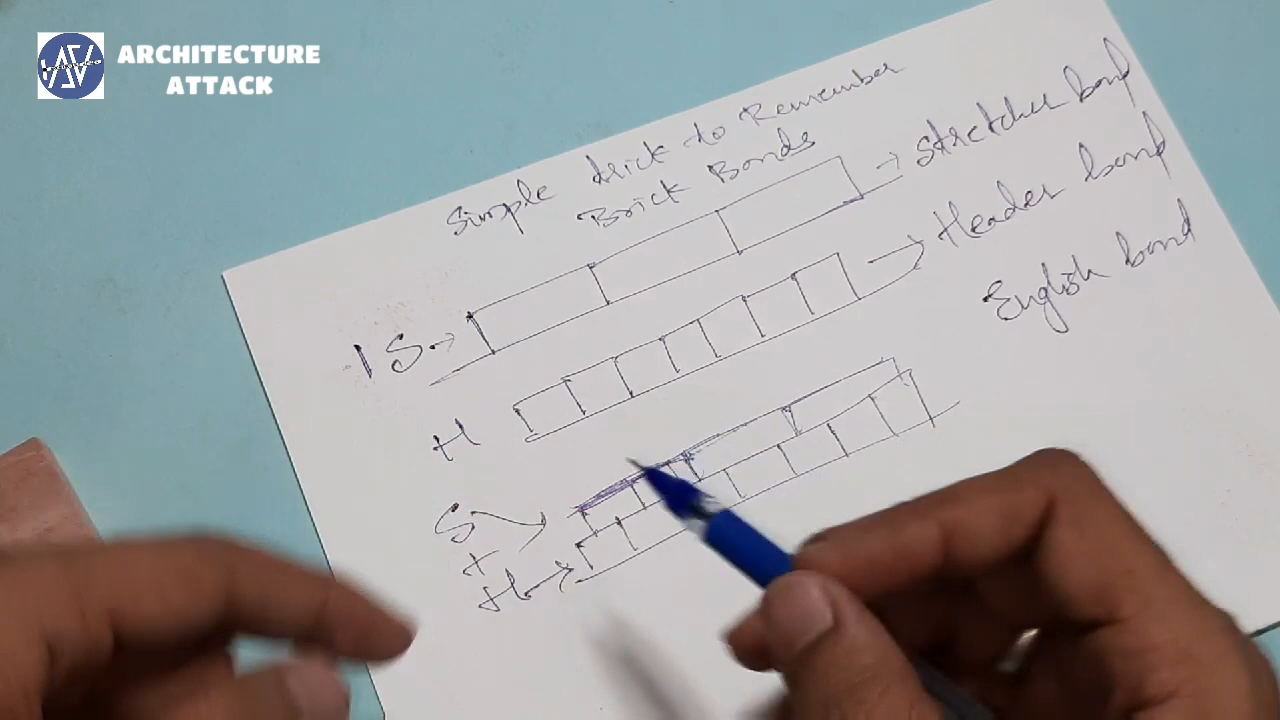 ARCHITECTURE
ATTACK
Simple trick to Remember
Brick Bonds
1 S → → Stretcher bond
H → Header bond
English bond
S →
+
H →